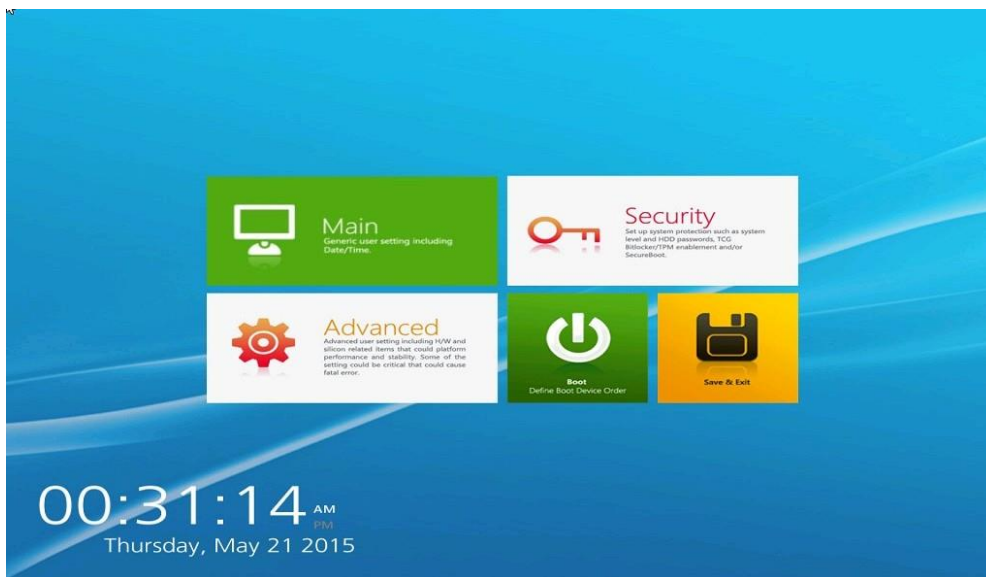 Main
Generic user setting including
Date/Time.
Security
Set up system protection such as system
level and HDD passwords, TCG
Bitlocker/TPM enablement and/or
SecureBoot.
Advanced
Advanced user setting including H/W and
silicon related items that could platform
performance and stability. Some of the
setting could be critical that could cause
fatal error.
Boot
Define Boot Device Order
Save & Exit
00:31:14 AM
PM
Thursday, May 21 2015